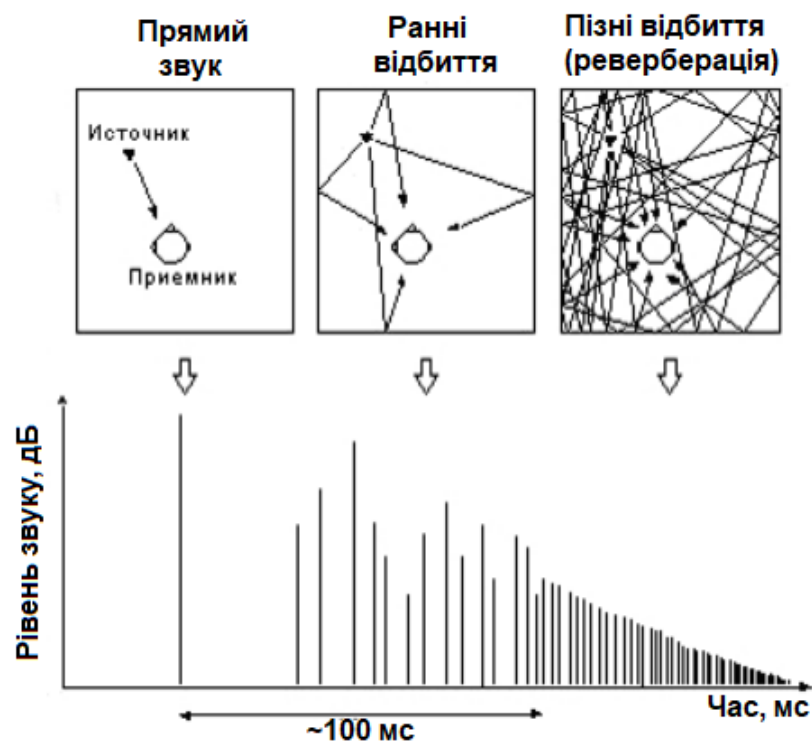 Прямий
звук
Ранні
відбиття
Пізні відбиття
(реверберація)
Источник
Приемник
Рівень звуку, дБ
Час, мс
~100 мс